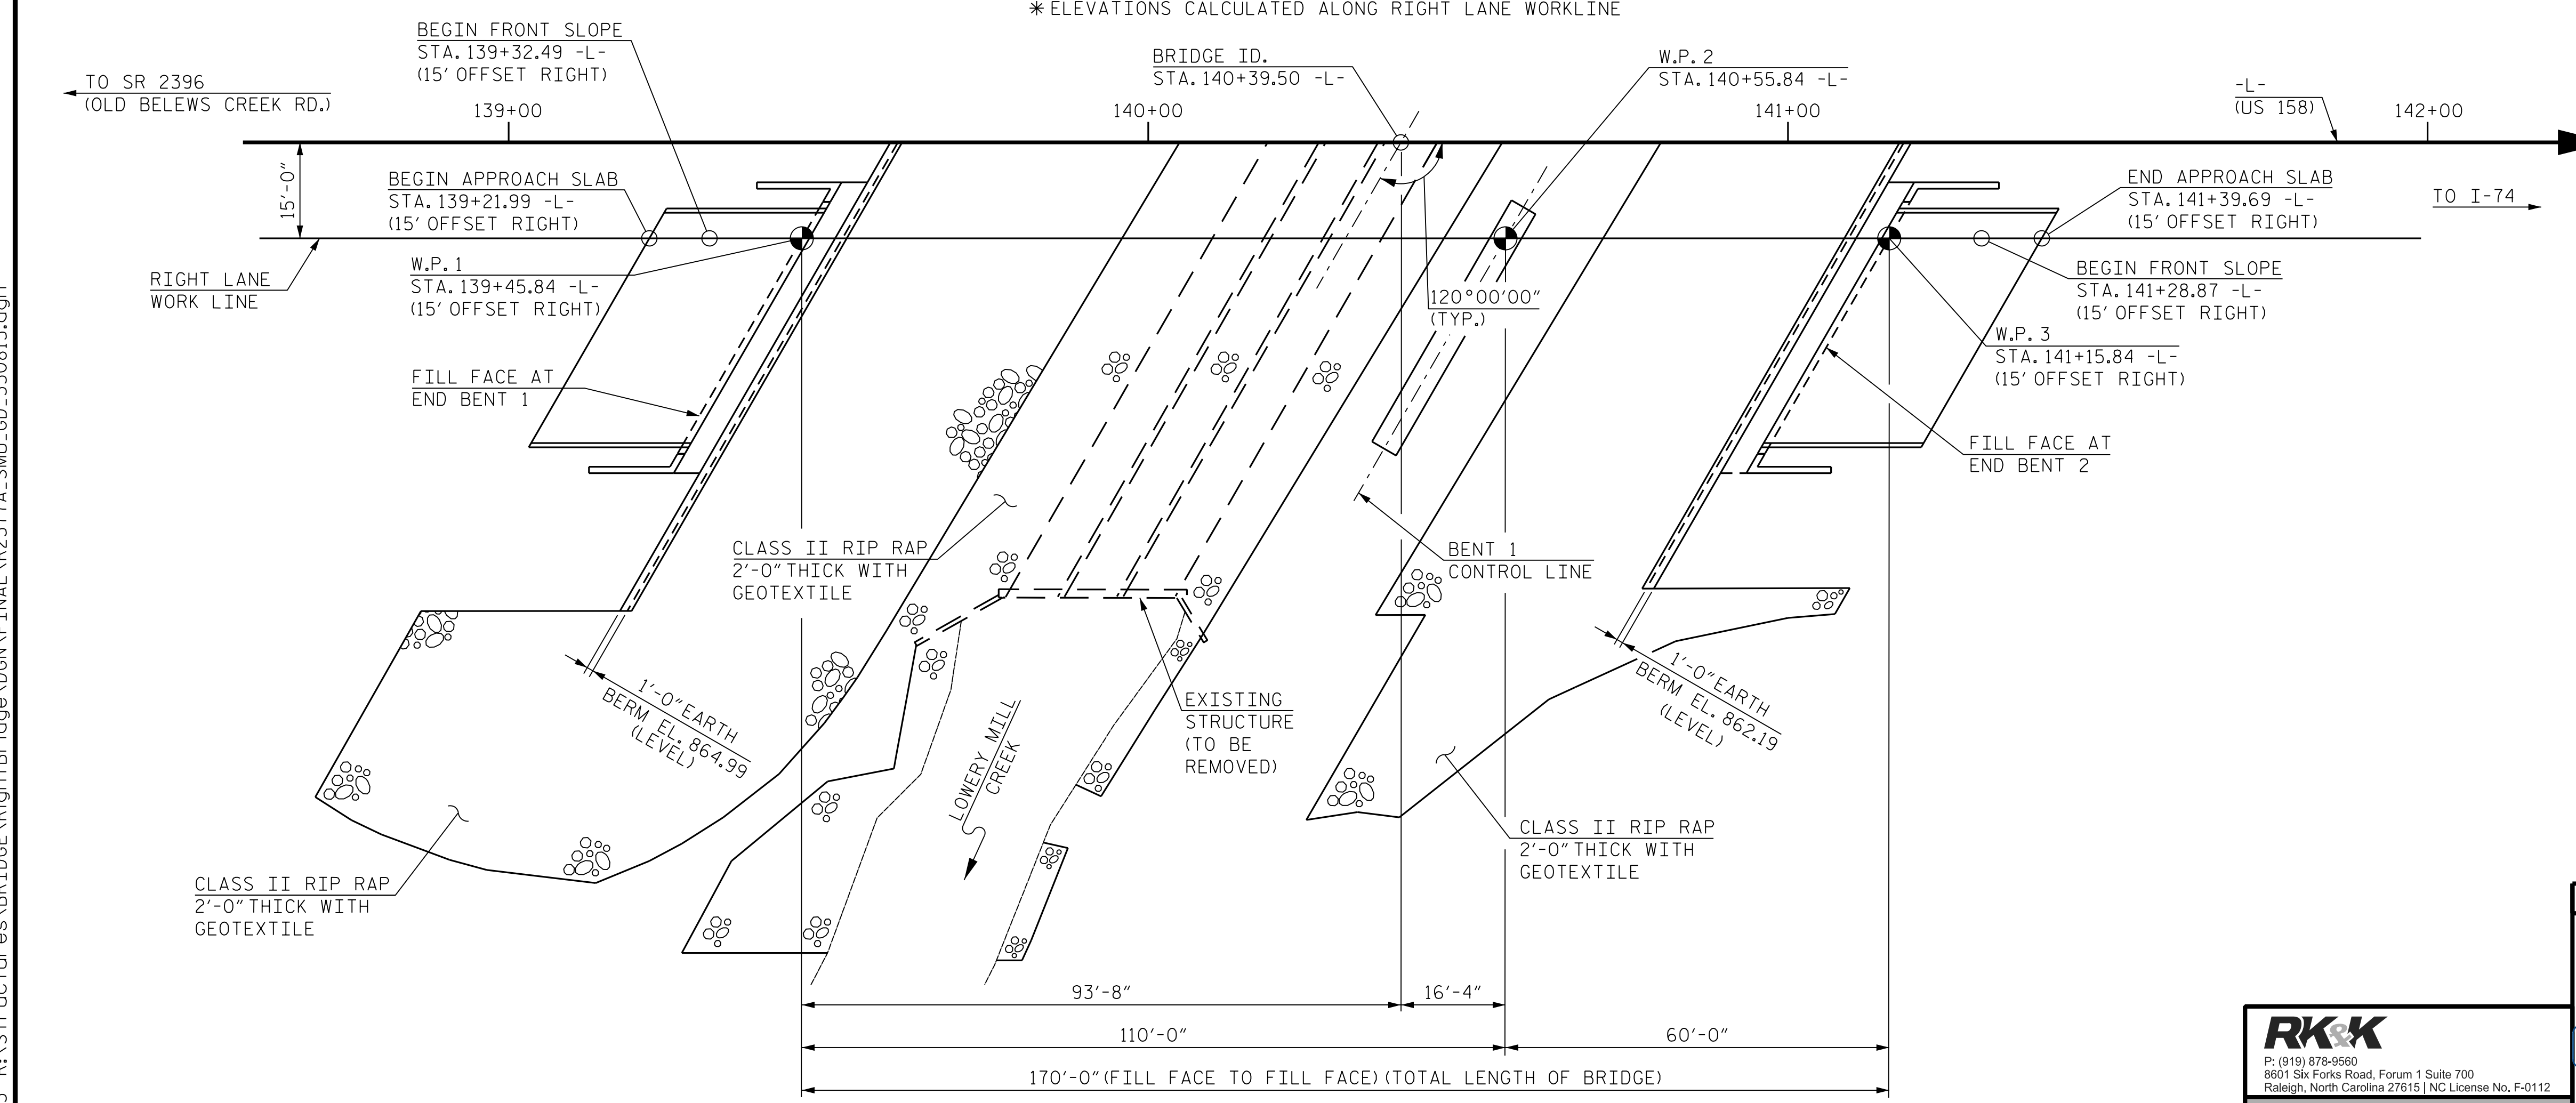 *ELEVATIONS CALCULATED ALONG RIGHT LANE WORKLINE
BEGIN FRONT SLOPE
STA. 139+32.49 -L-
(15' OFFSET RIGHT)
BRIDGE ID.
STA. 140+39.50 -L-
W.P. 2
STA. 140+55.84 -L-
TO SR 2396
(OLD BELEWS CREEK RD.)
139+00
140+00
141+00
-L-
(US 158)
142+00
15'-0"
BEGIN APPROACH SLAB
STA. 139+21.99 -L-
(15' OFFSET RIGHT)
END APPROACH SLAB
STA. 141+39.69 -L-
(15' OFFSET RIGHT)
TO I-74
RIGHT LANE
WORK LINE
W.P. 1
STA. 139+45.84 -L-
(15' OFFSET RIGHT)
120°00'00"
(TYP.)
BEGIN FRONT SLOPE
STA. 141+28.87 -L-
(15' OFFSET RIGHT)
W.P. 3
STA. 141+15.84 -L-
(15' OFFSET RIGHT)
FILL FACE AT
END BENT 1
FILL FACE AT
END BENT 2
CLASS II RIP RAP
2'-0" THICK WITH
GEOTEXTILE
BENT 1
CONTROL LINE
1'-0" EARTH
BERM EL. 864.99
(LEVEL)
EXISTING
STRUCTURE
(TO BE
REMOVED)
1'-0" EARTH
BERM EL. 862.19
(LEVEL)
LOWERY MILL
CREEK
CLASS II RIP RAP
2'-0" THICK WITH
GEOTEXTILE
CLASS II RIP RAP
2'-0" THICK WITH
GEOTEXTILE
93'-8"
16'-4"
110'-0"
60'-0"
170'-0" (FILL FACE TO FILL FACE) (TOTAL LENGTH OF BRIDGE)
RK&K
P: (919) 878-9560
8601 Six Forks Road, Forum 1 Suite 700
Raleigh, North Carolina 27615 | NC License No. F-0112